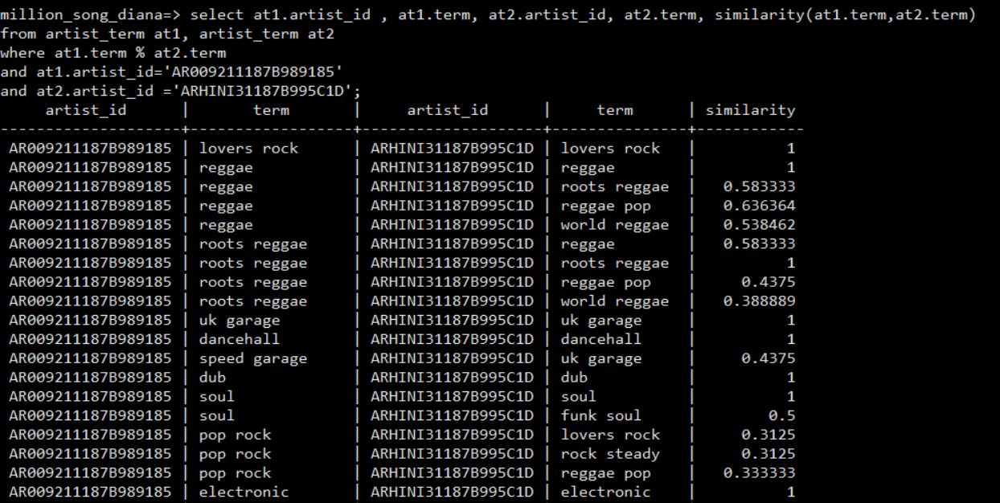 million_song_diana=> select at1.artist_id , at1.term, at2.artist_id, at2.term, similarity(at1.term,at2.term)
from artist_term at1, artist_term at2
where at1.term % at2.term
and at1.artist_id='AR009211187B989185'
and at2.artist_id ='ARHINI31187B995C1D';
     artist_id      |       term      |     artist_id      |     term      | similarity
--------------------+-----------------+--------------------+---------------+------------
 AR009211187B989185 | lovers rock     | ARHINI31187B995C1D | lovers rock   |          1
 AR009211187B989185 | reggae          | ARHINI31187B995C1D | reggae        |          1
 AR009211187B989185 | reggae          | ARHINI31187B995C1D | roots reggae  |   0.583333
 AR009211187B989185 | reggae          | ARHINI31187B995C1D | reggae pop    |   0.636364
 AR009211187B989185 | reggae          | ARHINI31187B995C1D | world reggae  |   0.538462
 AR009211187B989185 | roots reggae    | ARHINI31187B995C1D | reggae        |   0.583333
 AR009211187B989185 | roots reggae    | ARHINI31187B995C1D | roots reggae  |          1
 AR009211187B989185 | roots reggae    | ARHINI31187B995C1D | reggae pop    |     0.4375
 AR009211187B989185 | roots reggae    | ARHINI31187B995C1D | world reggae  |   0.388889
 AR009211187B989185 | uk garage       | ARHINI31187B995C1D | uk garage     |          1
 AR009211187B989185 | dancehall       | ARHINI31187B995C1D | dancehall     |          1
 AR009211187B989185 | speed garage    | ARHINI31187B995C1D | uk garage     |     0.4375
 AR009211187B989185 | dub             | ARHINI31187B995C1D | dub           |          1
 AR009211187B989185 | soul            | ARHINI31187B995C1D | soul          |          1
 AR009211187B989185 | soul            | ARHINI31187B995C1D | funk soul     |        0.5
 AR009211187B989185 | pop rock        | ARHINI31187B995C1D | lovers rock   |     0.3125
 AR009211187B989185 | pop rock        | ARHINI31187B995C1D | rock steady   |     0.3125
 AR009211187B989185 | pop rock        | ARHINI31187B995C1D | reggae pop    |   0.333333
 AR009211187B989185 | electronic      | ARHINI31187B995C1D | electronic    |          1